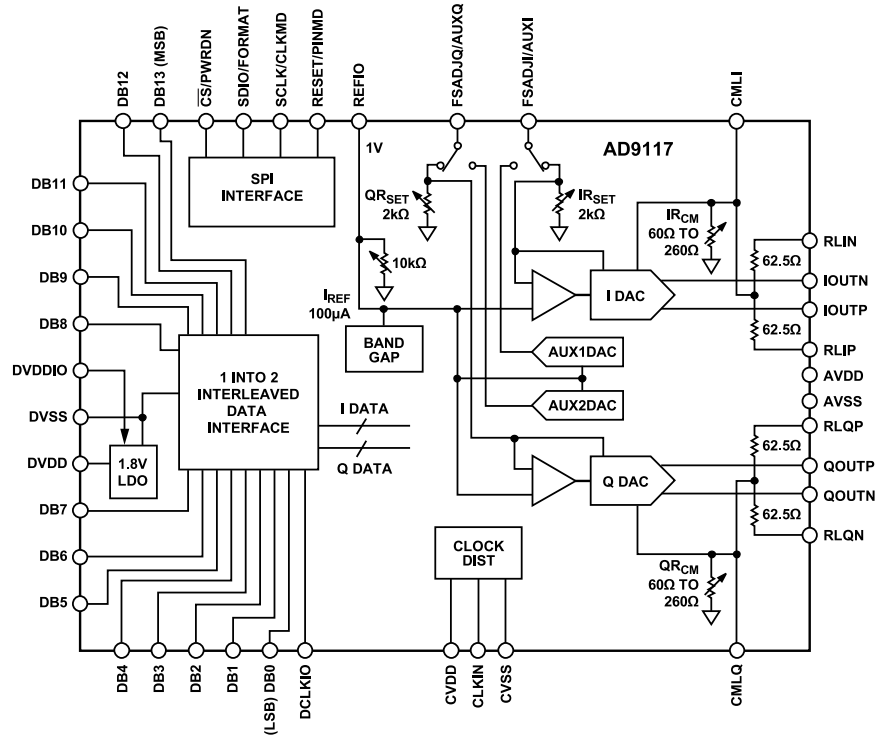 DB12
DB13 (MSB)
CS/PWRDN
SDIO/FORMAT
SCLK/CLKMD
RESET/PINMD
REFIO
FSADJQ/AUXQ
FSADJI/AUXI
CMLI
AD9117
1V
SPI
INTERFACE
DB11
DB10
DB9
DB8
DVDDIO
DVSS
DVDD
DB7
DB6
DB5
QRSET
2kΩ
IRSET
2kΩ
IRCM
60Ω TO
260Ω
10kΩ
IREF
100µA
BAND
GAP
I DAC
AUX1DAC
AUX2DAC
Q DAC
62.5Ω
62.5Ω
RLIN
IOUTN
IOUTP
RLIP
AVDD
AVSS
RLQP
QOUTP
QOUTN
RLQN
62.5Ω
62.5Ω
1 INTO 2
INTERLEAVED
DATA
INTERFACE
I DATA
Q DATA
1.8V
LDO
CLOCK
DIST
QRCM
60Ω TO
260Ω
DB4
DB3
DB2
DB1
(LSB) DB0
DCLKIO
CVDD
CLKIN
CVSS
CMLQ